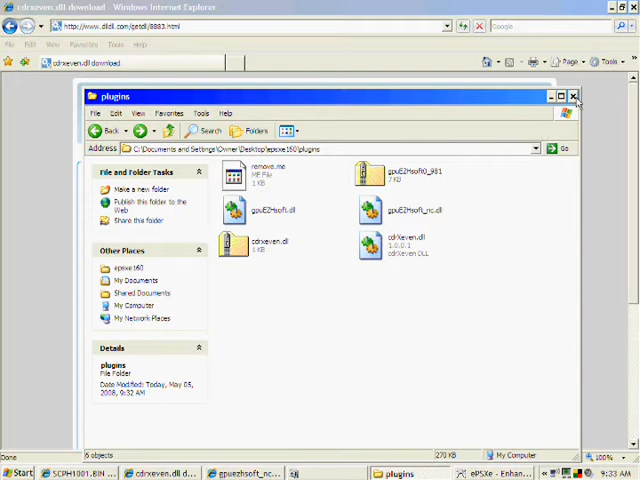 cdrxeven.dll download - Windows Internet Explorer
http://www.dlldll.com/getdll/8883.html
Google
File Edit View Favorites Tools Help
cdrxeven.dll download
Page Tools
plugins
File Edit View Favorites Tools Help
Back Search Folders
Address C:\Documents and Settings\Owner\Desktop\epsxe160\plugins Go
File and Folder Tasks
Make a new folder
Publish this folder to the
Web
Share this folder
Other Places
epsxe160
My Documents
Shared Documents
My Computer
My Network Places
Details
plugins
File Folder
Date Modified: Today, May 05,
2008, 9:32 AM
remove.me
ME File
1 KB
gpuEZHsoft0_981
7 KB
gpuEZHsoft.dll
gpuEZHsoft_nc.dll
cdrxeven.dll
1 KB
cdrXeven.dll
1.0.0.1
cdrXeven DLL
6 objects 270 KB My Computer
Done 100%
Start SCPH1001.BIN ... cdrxeven.dll d... gpuezhsoft_nc... plugins ePSXe - Enhan... 9:33 AM